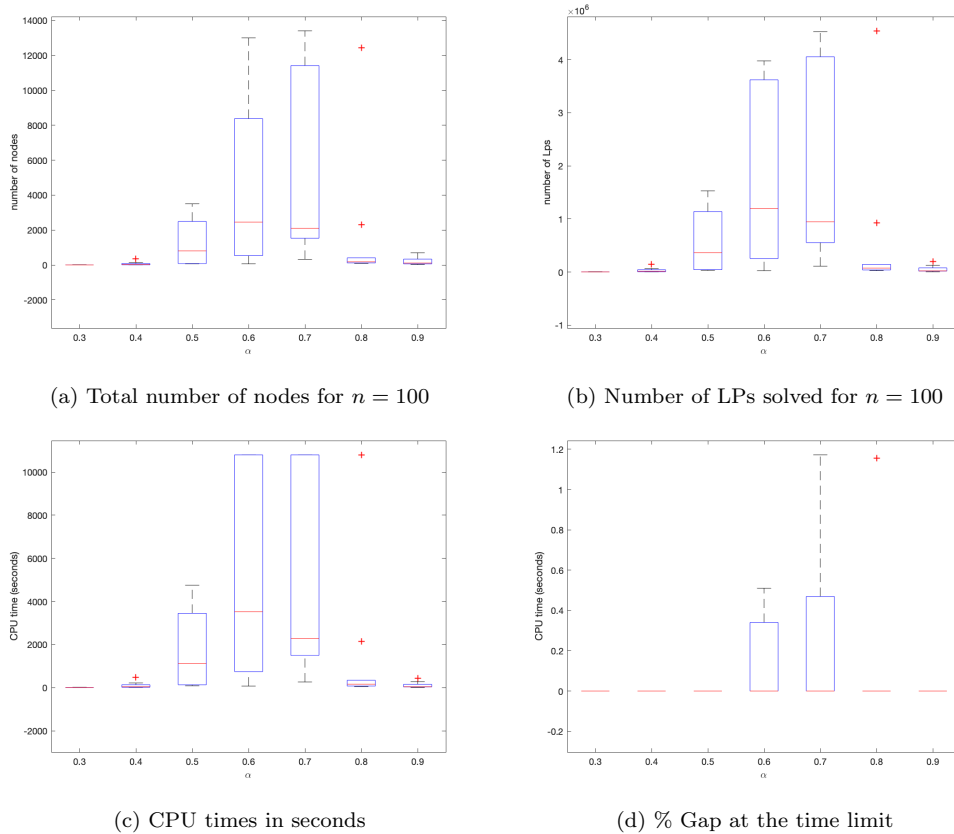 14000
12000
10000
8000
6000
4000
2000
0
-2000
number of nodes
0.3 0.4 0.5 0.6 0.7 0.8 0.9
α
(a) Total number of nodes for n = 100
×10⁶
4
3
2
1
0
-1
number of Lps
0.3 0.4 0.5 0.6 0.7 0.8 0.9
α
(b) Number of LPs solved for n = 100
10000
8000
6000
4000
2000
0
-2000
CPU time (seconds)
0.3 0.4 0.5 0.6 0.7 0.8 0.9
α
(c) CPU times in seconds
1.2
1
0.8
0.6
0.4
0.2
0
-0.2
CPU time (seconds)
0.3 0.4 0.5 0.6 0.7 0.8 0.9
α
(d) % Gap at the time limit